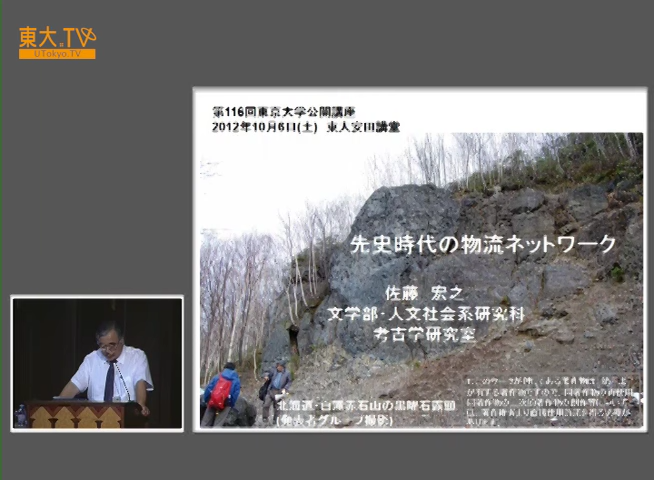 東大.TV
UTokyo.TV
第116回東京大学公開講座
2012年10月6日(土) 東大安田講堂
先史時代の物流ネットワーク
佐藤 宏之
文学部・人文社会系研究科
考古学研究室
北海道・白滝赤石山の黒曜石露頭
(発表者グループ撮影)